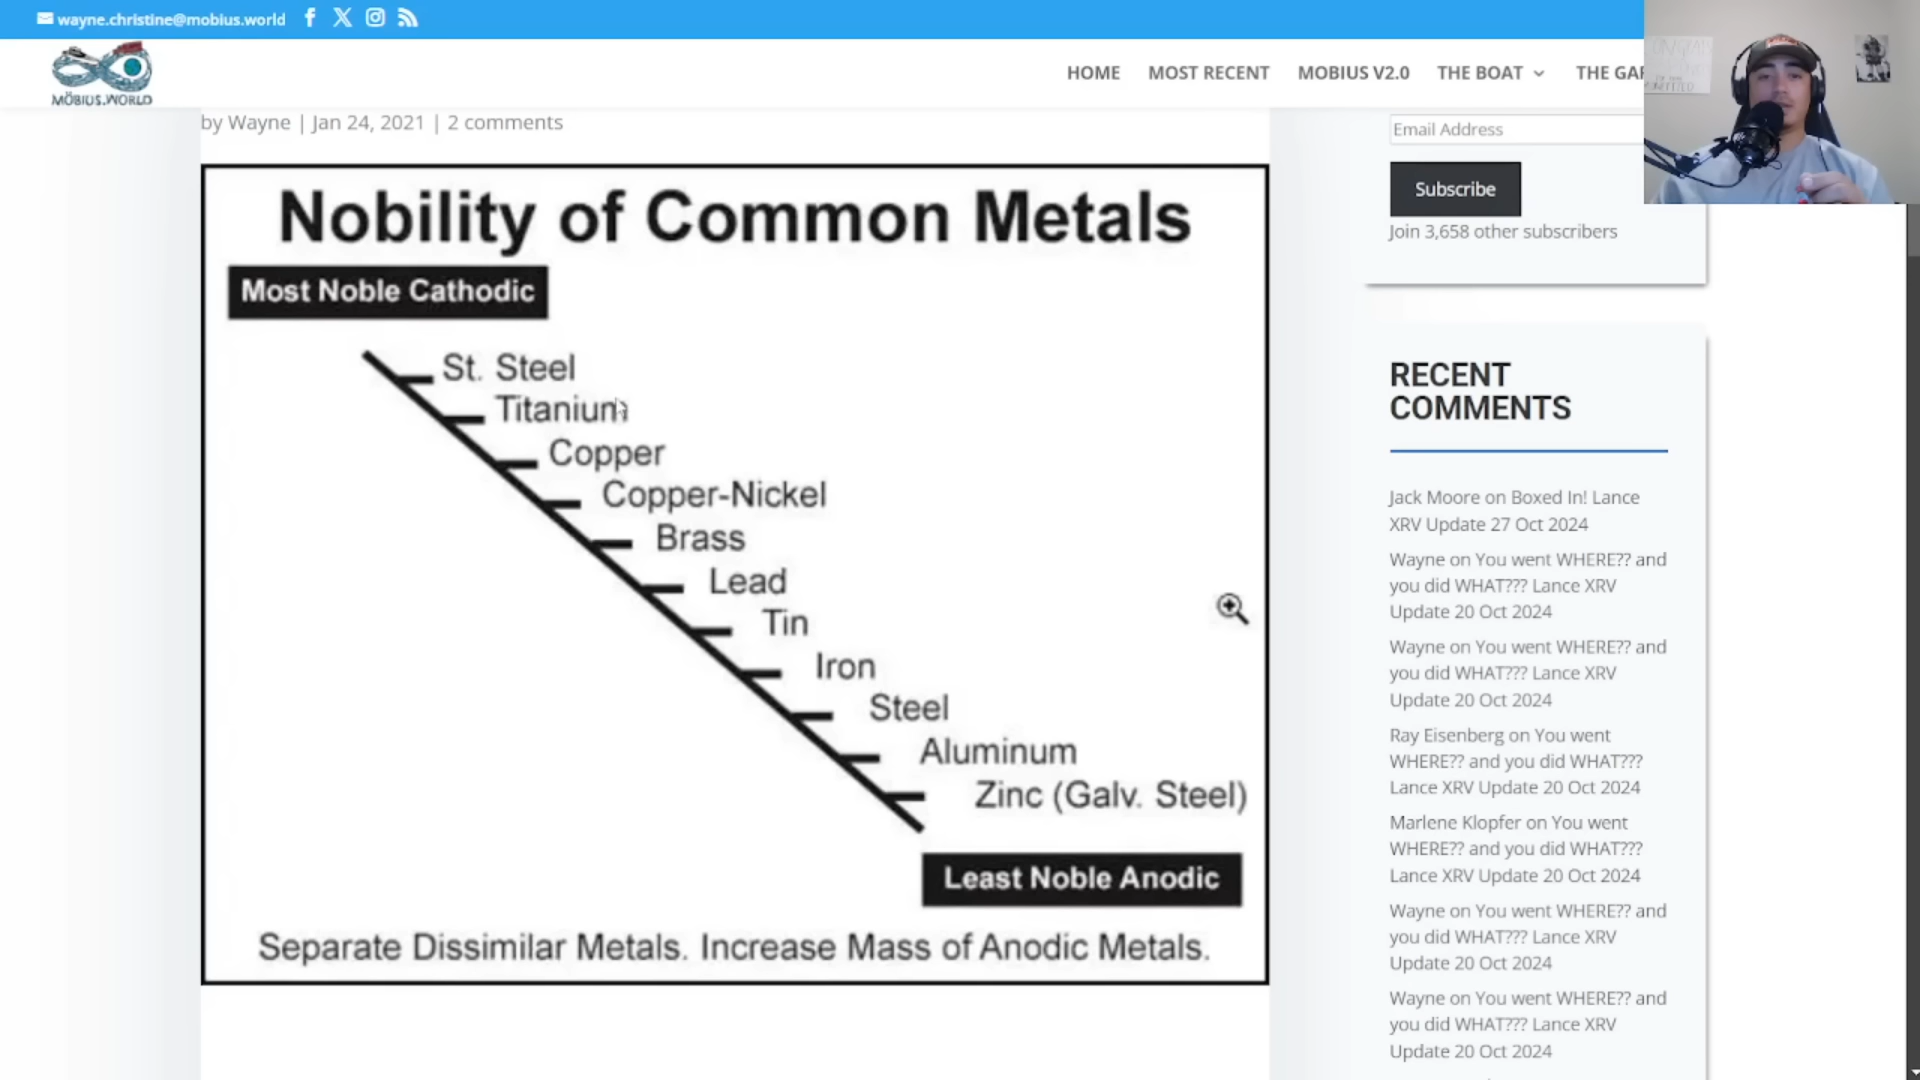 wayne.christine@mobius.world
MÖBIUS.WORLD
HOME MOST RECENT MOBIUS V2.0 THE BOAT THE GA
by Wayne | Jan 24, 2021 | 2 comments
Nobility of Common Metals
Most Noble Cathodic
St. Steel
Titanium
Copper
Copper-Nickel
Brass
Lead
Tin
Iron
Steel
Aluminum
Zinc (Galv. Steel)
Least Noble Anodic
Separate Dissimilar Metals. Increase Mass of Anodic Metals.
Email Address
Subscribe
Join 3,658 other subscribers
RECENT
COMMENTS
Jack Moore on Boxed In! Lance
XRV Update 27 Oct 2024
Wayne on You went WHERE?? and
you did WHAT??? Lance XRV
Update 20 Oct 2024
Wayne on You went WHERE?? and
you did WHAT??? Lance XRV
Update 20 Oct 2024
Ray Eisenberg on You went
WHERE?? and you did WHAT???
Lance XRV Update 20 Oct 2024
Marlene Klopfer on You went
WHERE?? and you did WHAT???
Lance XRV Update 20 Oct 2024
Wayne on You went WHERE?? and
you did WHAT??? Lance XRV
Update 20 Oct 2024
Wayne on You went WHERE?? and
you did WHAT??? Lance XRV
Update 20 Oct 2024